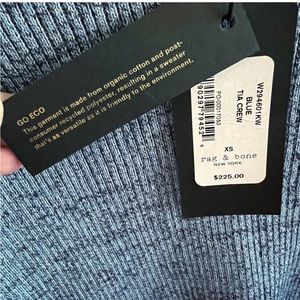 GO ECO
This garment is made from organic cotton and post-
consumer recycled polyester, resulting in a sweater
that's as versatile as it is friendly to the environment.
W294601KW
BLUE
TIA CREW
XS
rag & bone
NEW YORK
$225.00